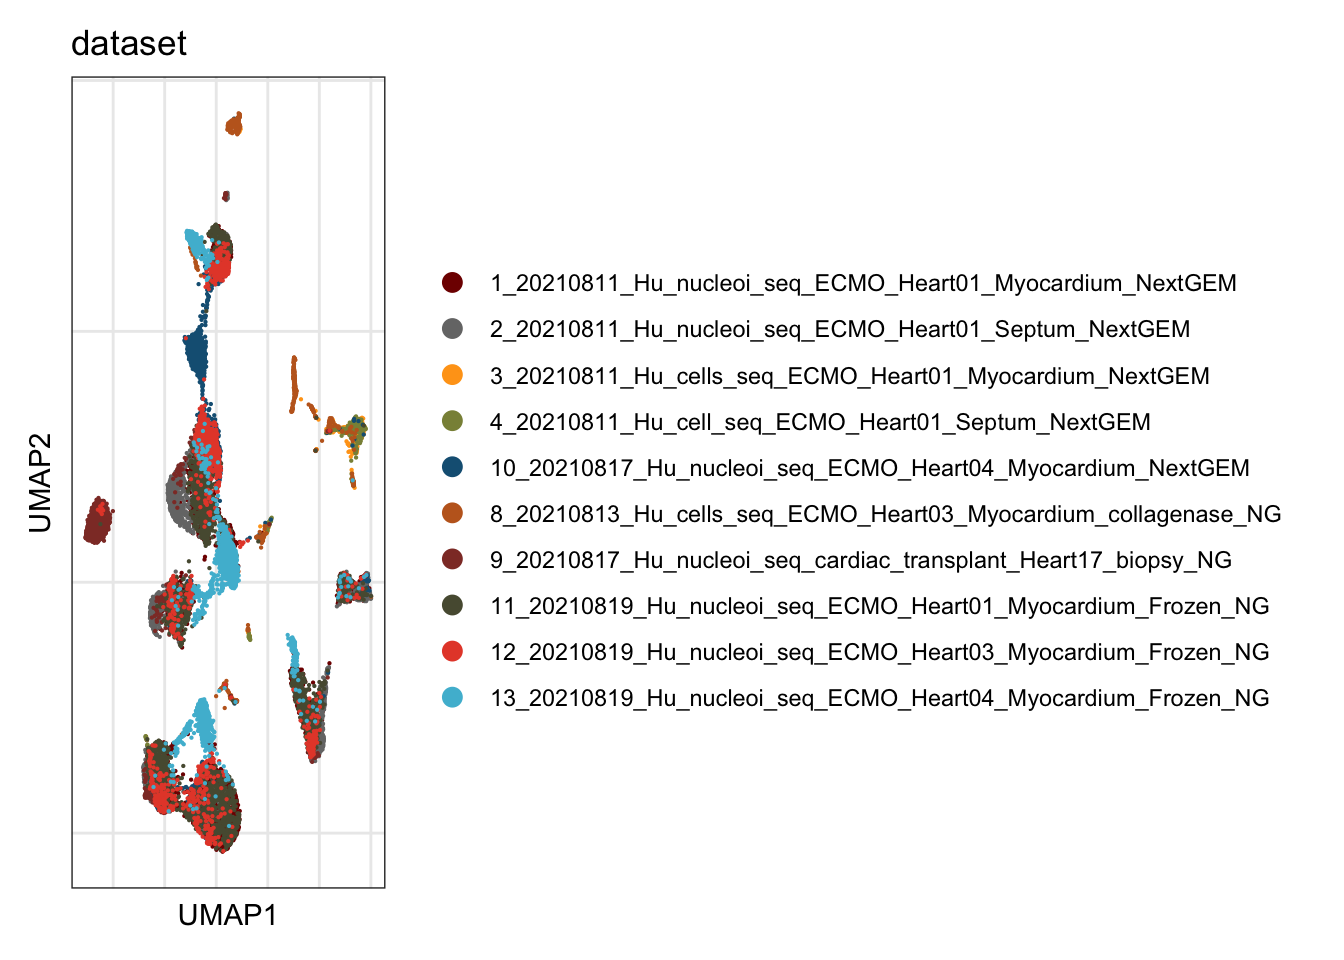 dataset
UMAP2
UMAP1
1_20210811_Hu_nucleoi_seq_ECMO_Heart01_Myocardium_NextGEM
2_20210811_Hu_nucleoi_seq_ECMO_Heart01_Septum_NextGEM
3_20210811_Hu_cells_seq_ECMO_Heart01_Myocardium_NextGEM
4_20210811_Hu_cell_seq_ECMO_Heart01_Septum_NextGEM
10_20210817_Hu_nucleoi_seq_ECMO_Heart04_Myocardium_NextGEM
8_20210813_Hu_cells_seq_ECMO_Heart03_Myocardium_collagenase_NG
9_20210817_Hu_nucleoi_seq_cardiac_transplant_Heart17_biopsy_NG
11_20210819_Hu_nucleoi_seq_ECMO_Heart01_Myocardium_Frozen_NG
12_20210819_Hu_nucleoi_seq_ECMO_Heart03_Myocardium_Frozen_NG
13_20210819_Hu_nucleoi_seq_ECMO_Heart04_Myocardium_Frozen_NG